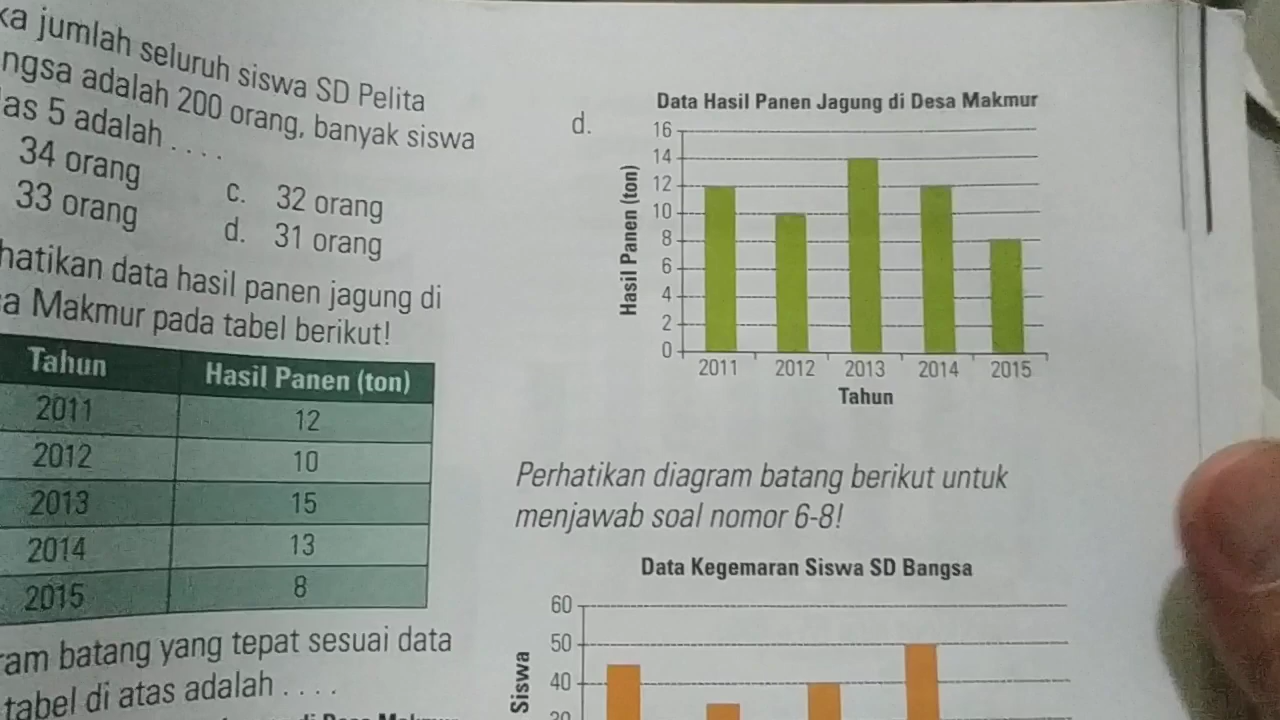 ka jumlah seluruh siswa SD Pelita
ngsa adalah 200 orang, banyak siswa
as 5 adalah . . . .
34 orang
33 orang
c. 32 orang
d. 31 orang
hatikan data hasil panen jagung di
a Makmur pada tabel berikut!
Tahun Hasil Panen (ton)
2011 12
2012 10
2013 15
2014 13
2015 8
ram batang yang tepat sesuai data
tabel di atas adalah . . . .
d.
Data Hasil Panen Jagung di Desa Makmur
Hasil Panen (ton)
16
14
12
10
8
6
4
2
0
2011 2012 2013 2014 2015
Tahun
Perhatikan diagram batang berikut untuk
menjawab soal nomor 6-8!
Data Kegemaran Siswa SD Bangsa
Siswa
60
50
40